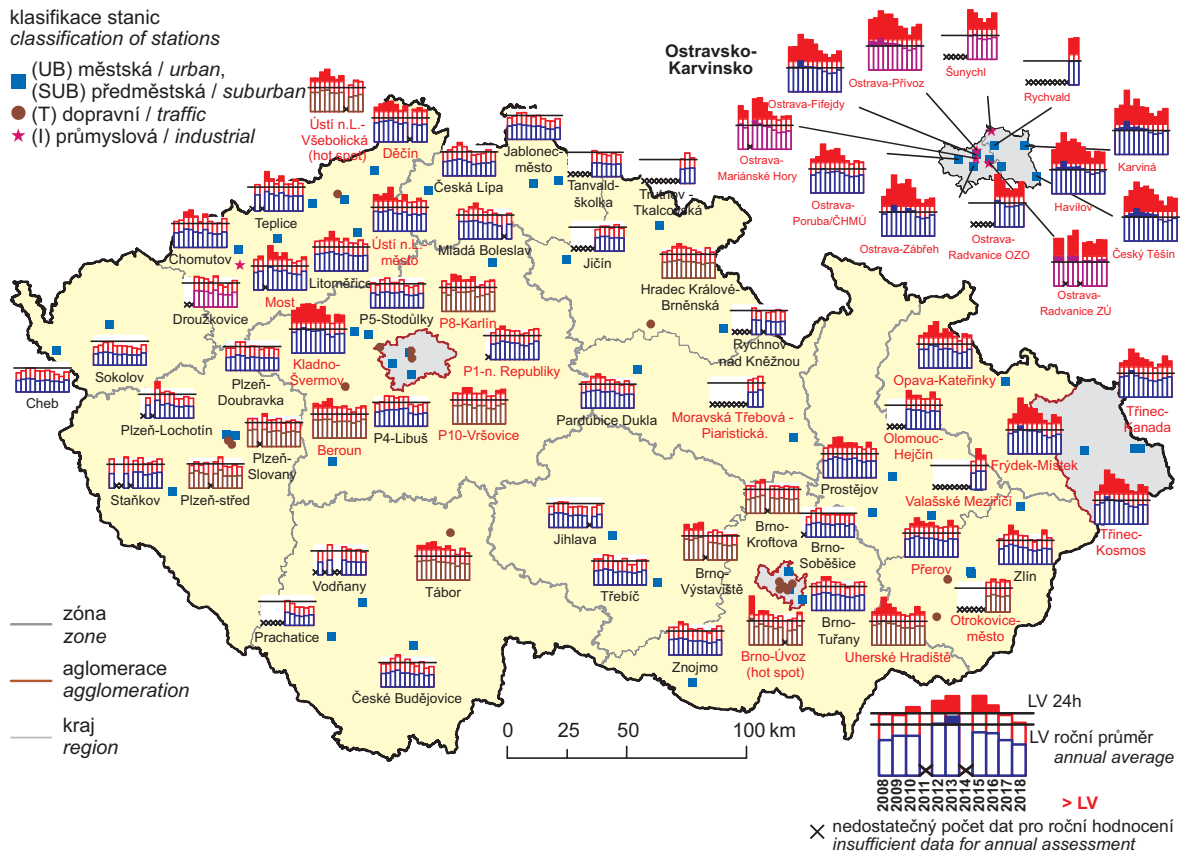 klasifikace stanic
classification of stations
(UB) městská / urban,
(SUB) předměstská / suburban
(T) dopravní / traffic
(I) průmyslová / industrial
Ostravsko-
Karvinsko
Ostrava-Přívoz
Šunychl
Rychvald
Ostrava-Fifejdy
Ostrava-
Mariánské Hory
Ostrava-
Poruba/ČHMÚ
Ostrava-Zábřeh
Ostrava-
Radvanice OZO
Ostrava-
Radvanice ZÚ
Karviná
Havířov
Český Těšín
Ústí n.L.-
Všebolická
(hot spot)
Děčín
Česká Lípa
Jablonec-
město
Tanvald-
školka
Trutnov -
Tkalcovská
Teplice
Ústí n.L.-
město
Mladá Boleslav
Jičín
Chomutov
Most
Litoměřice
Hradec Králové-
Brněnská
Droužkovice
P5-Stodůlky
P8-Karlín
Rychnov
nad Kněžnou
Sokolov
Plzeň-
Doubravka
Kladno-
Švermov
P1-n. Republiky
Cheb
Plzeň-Lochotín
Plzeň-
Slovany
Beroun
P4-Libuš
P10-Vršovice
Pardubice Dukla
Moravská Třebová -
Piaristická.
Opava-Kateřinky
Třinec-
Kanada
Olomouc-
Hejčín
Frýdek-Místek
Staňkov
Plzeň-střed
Prostějov
Valašské Meziříčí
Třinec-
Kosmos
Jihlava
Brno-
Kroftova
Brno-
Soběšice
Vodňany
Tábor
Třebíč
Brno-
Výstaviště
Přerov
Zlín
Prachatice
Brno-
Tuřany
Otrokovice-
město
České Budějovice
Znojmo
Brno-Úvoz
(hot spot)
Uherské Hradiště
zóna
zone
aglomerace
agglomeration
kraj
region
0 25 50 100 km
LV 24h
LV roční průměr
annual average
2008 2009 2010 2011 2012 2013 2014 2015 2016 2017 2018
> LV
nedostatečný počet dat pro roční hodnocení
insufficient data for annual assessment